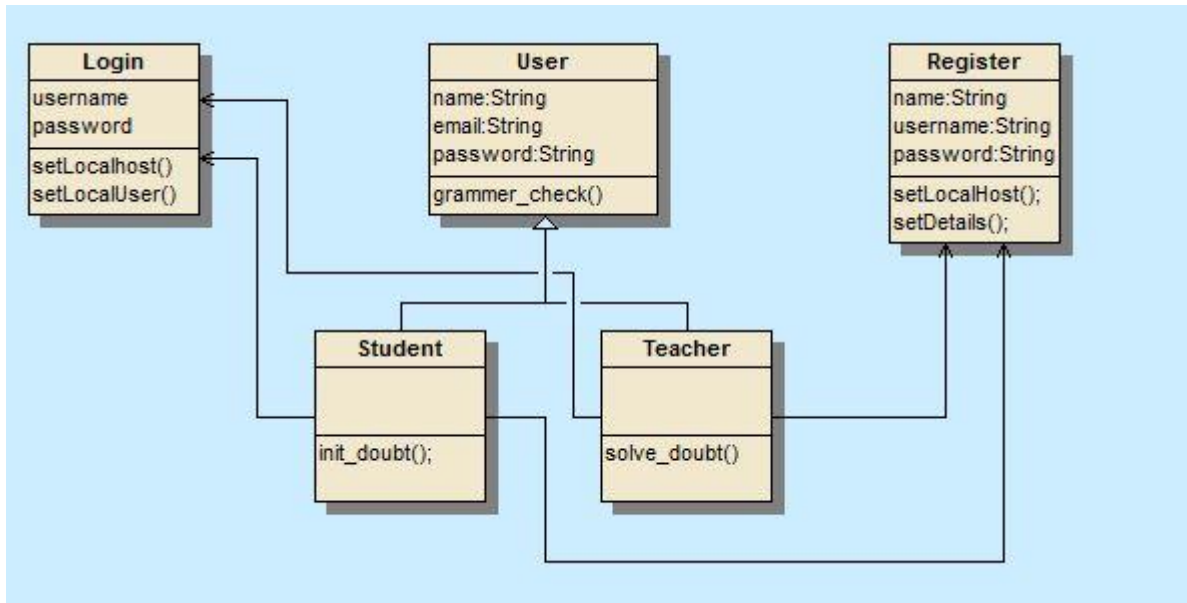 Login
username
password
setLocalhost()
setLocalUser()
User
name:String
email:String
password:String
grammer_check()
Register
name:String
username:String
password:String
setLocalHost();
setDetails();
Student
init_doubt();
Teacher
solve_doubt()